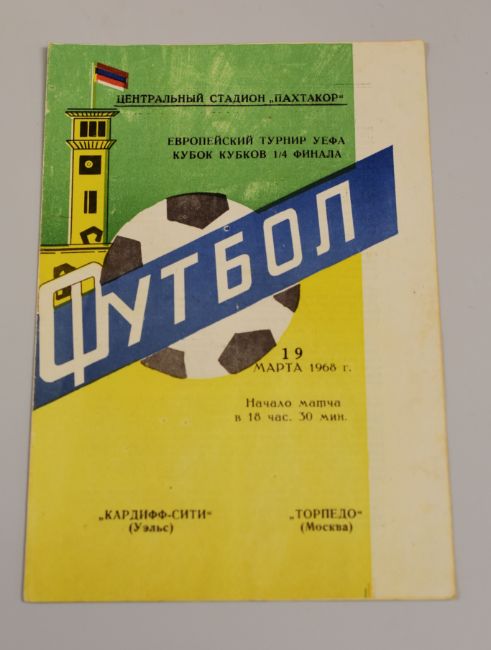 ЦЕНТРАЛЬНЫЙ СТАДИОН „ПАХТАКОР“
ЕВРОПЕЙСКИЙ ТУРНИР УЕФА
КУБОК КУБКОВ 1/4 ФИНАЛА
ФУТБОЛ
19
МАРТА 1968 г.
Начало матча
в 18 час. 30 мин.
„КАРДИФФ-СИТИ“ „ТОРПЕДО“
(Уэльс) (Москва)